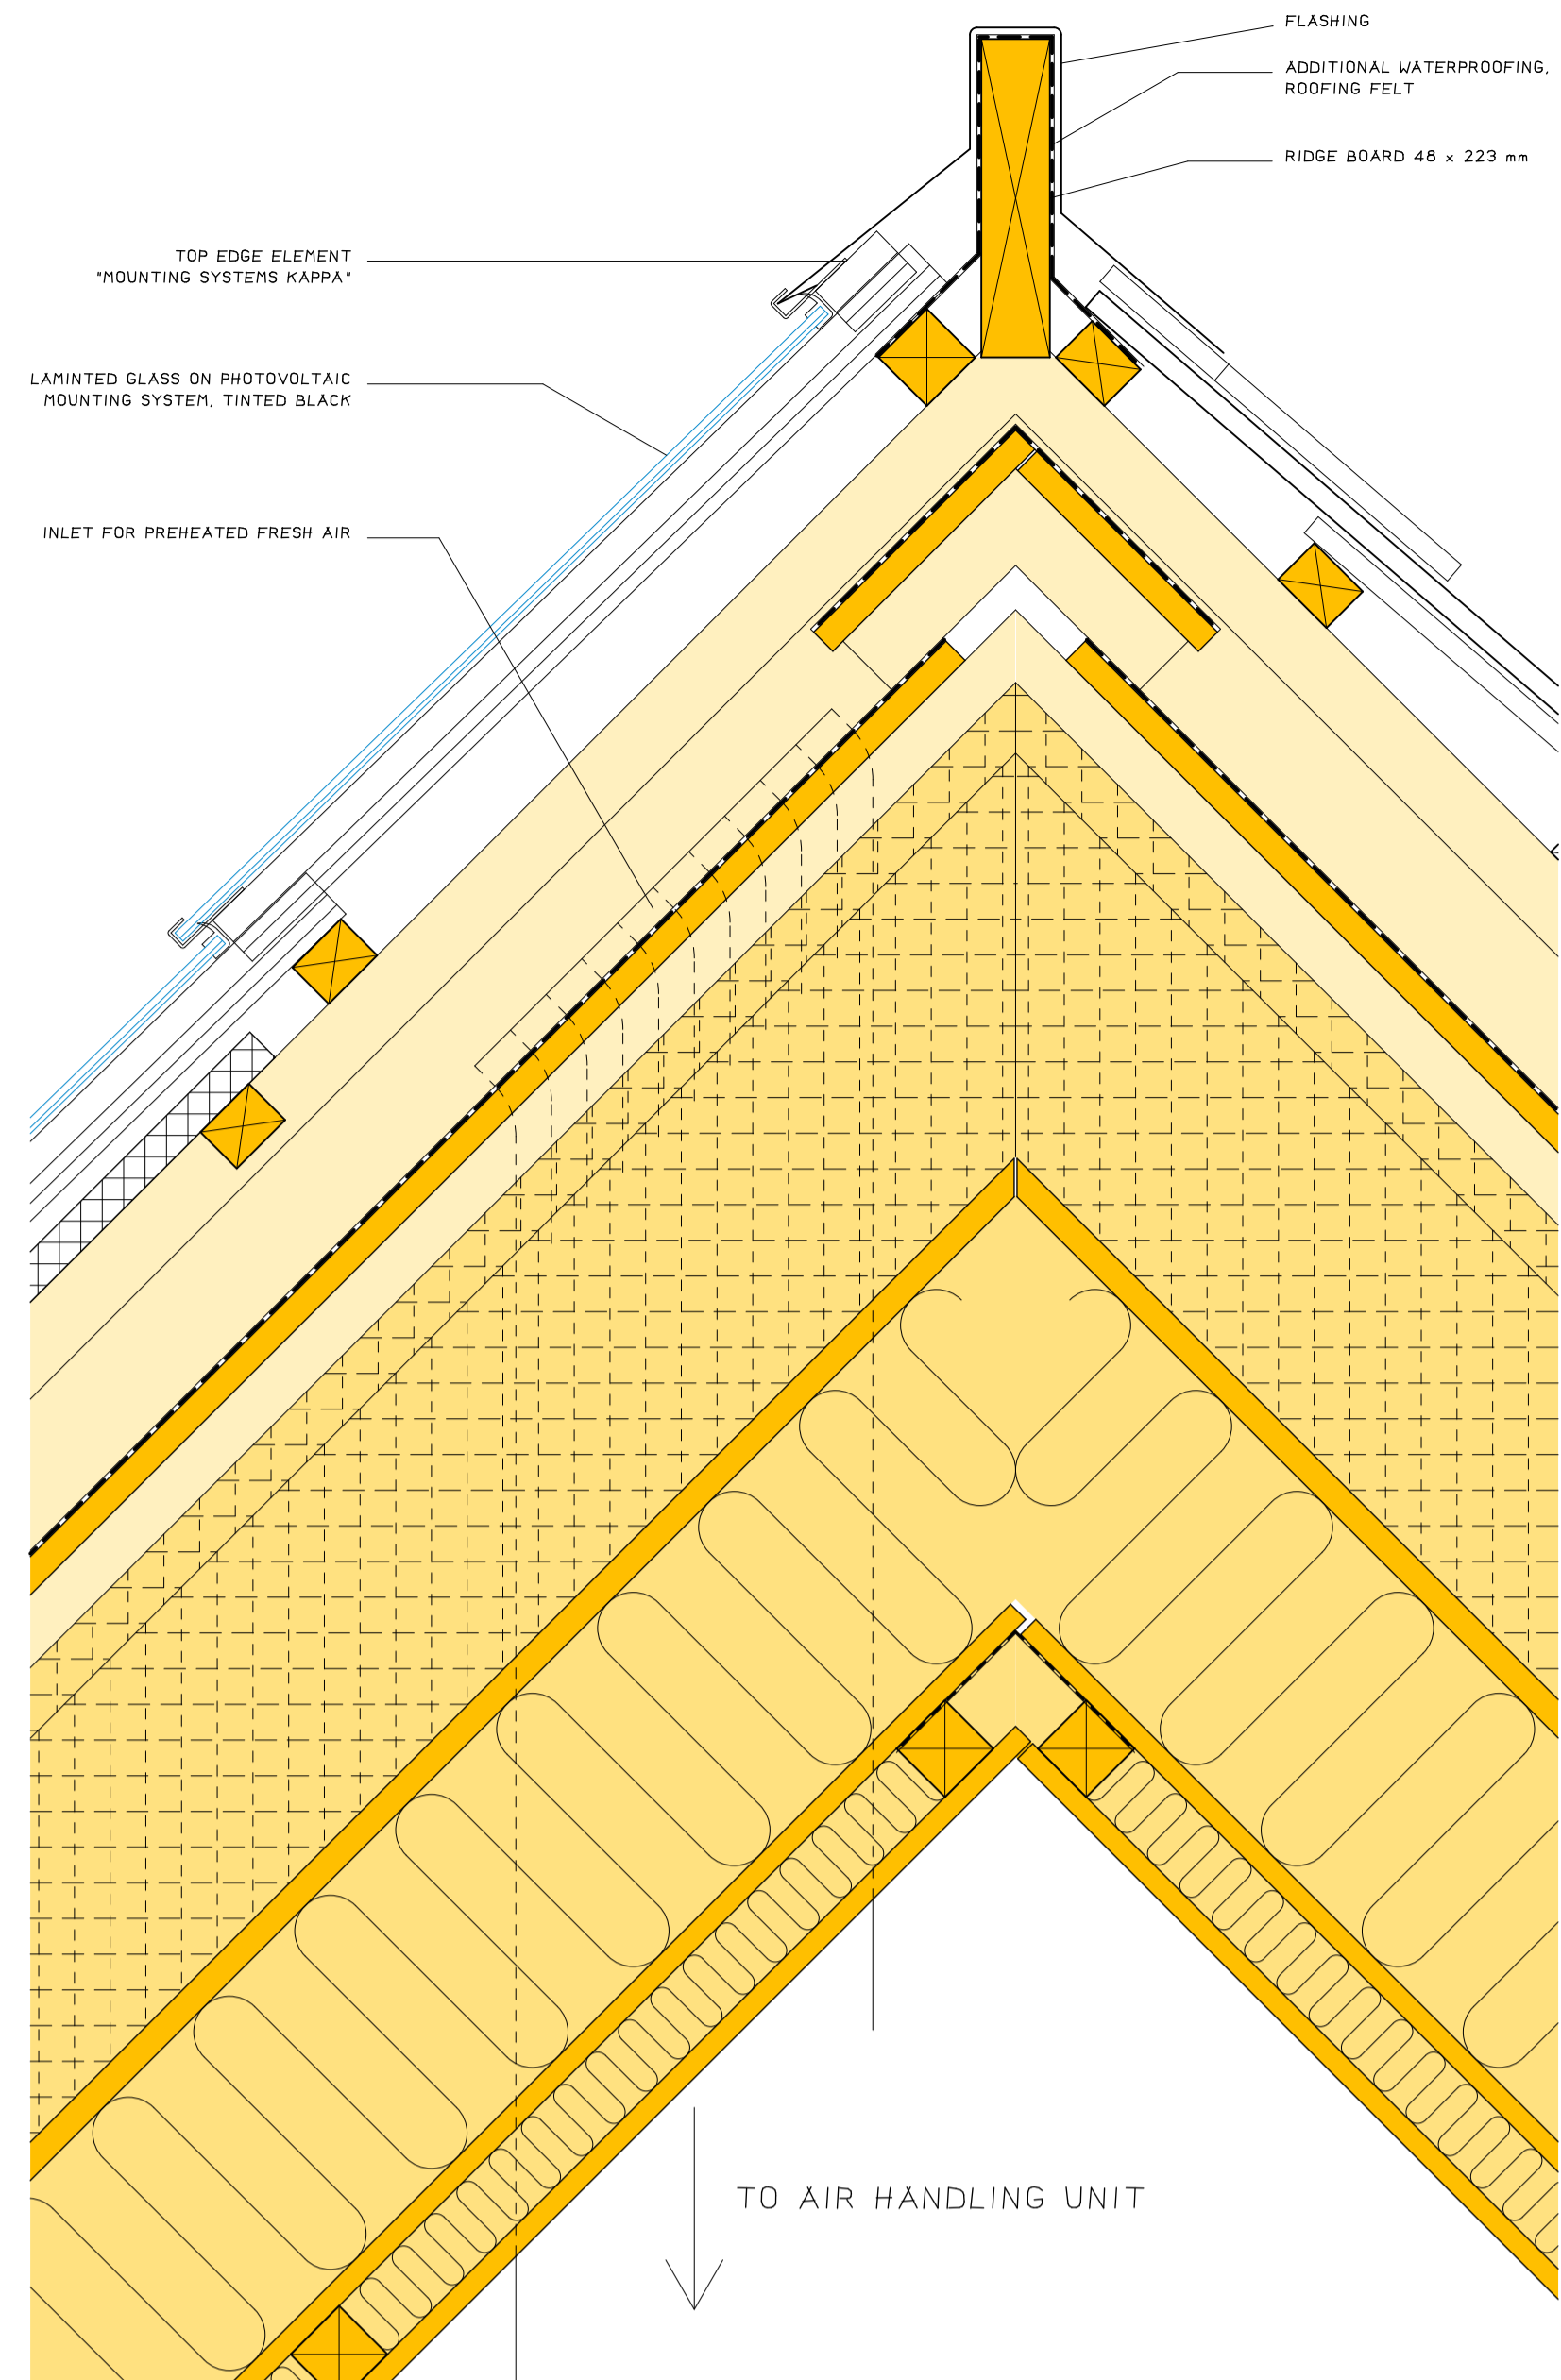 FLASHING
ADDITIONAL WATERPROOFING,
ROOFING FELT
RIDGE BOARD 48 x 223 mm
TOP EDGE ELEMENT
"MOUNTING SYSTEMS KAPPA"
LAMINTED GLASS ON PHOTOVOLTAIC
MOUNTING SYSTEM, TINTED BLACK
INLET FOR PREHEATED FRESH AIR
TO AIR HANDLING UNIT